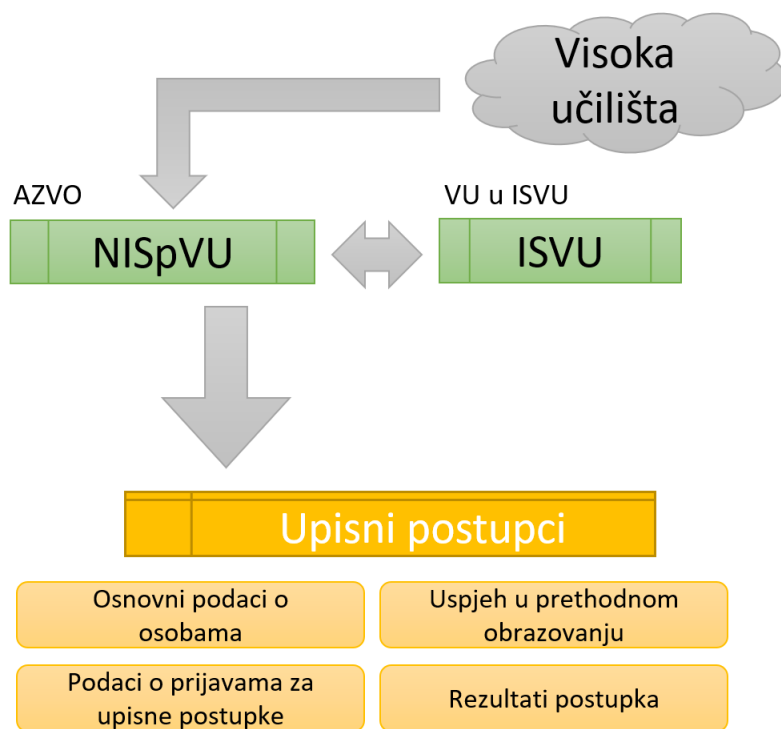 Visoka
učilišta
AZVO
VU u ISVU
NISpVU
ISVU
Upisni postupci
Osnovni podaci o
osobama
Uspjeh u prethodnom
obrazovanju
Podaci o prijavama za
upisne postupke
Rezultati postupka